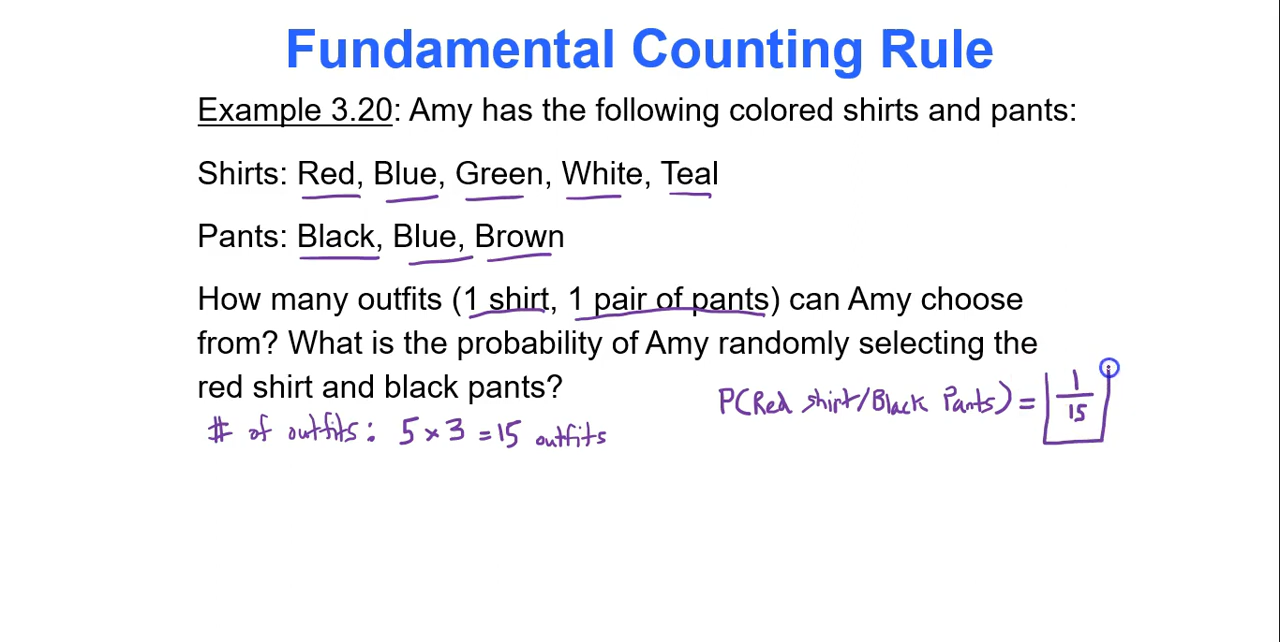 Fundamental Counting Rule
Example 3.20: Amy has the following colored shirts and pants:
Shirts: Red, Blue, Green, White, Teal
Pants: Black, Blue, Brown
How many outfits (1 shirt, 1 pair of pants) can Amy choose
from? What is the probability of Amy randomly selecting the
red shirt and black pants?
P(Red shirt/Black Pants) = 1/15
# of outfits: 5 × 3 = 15 outfits